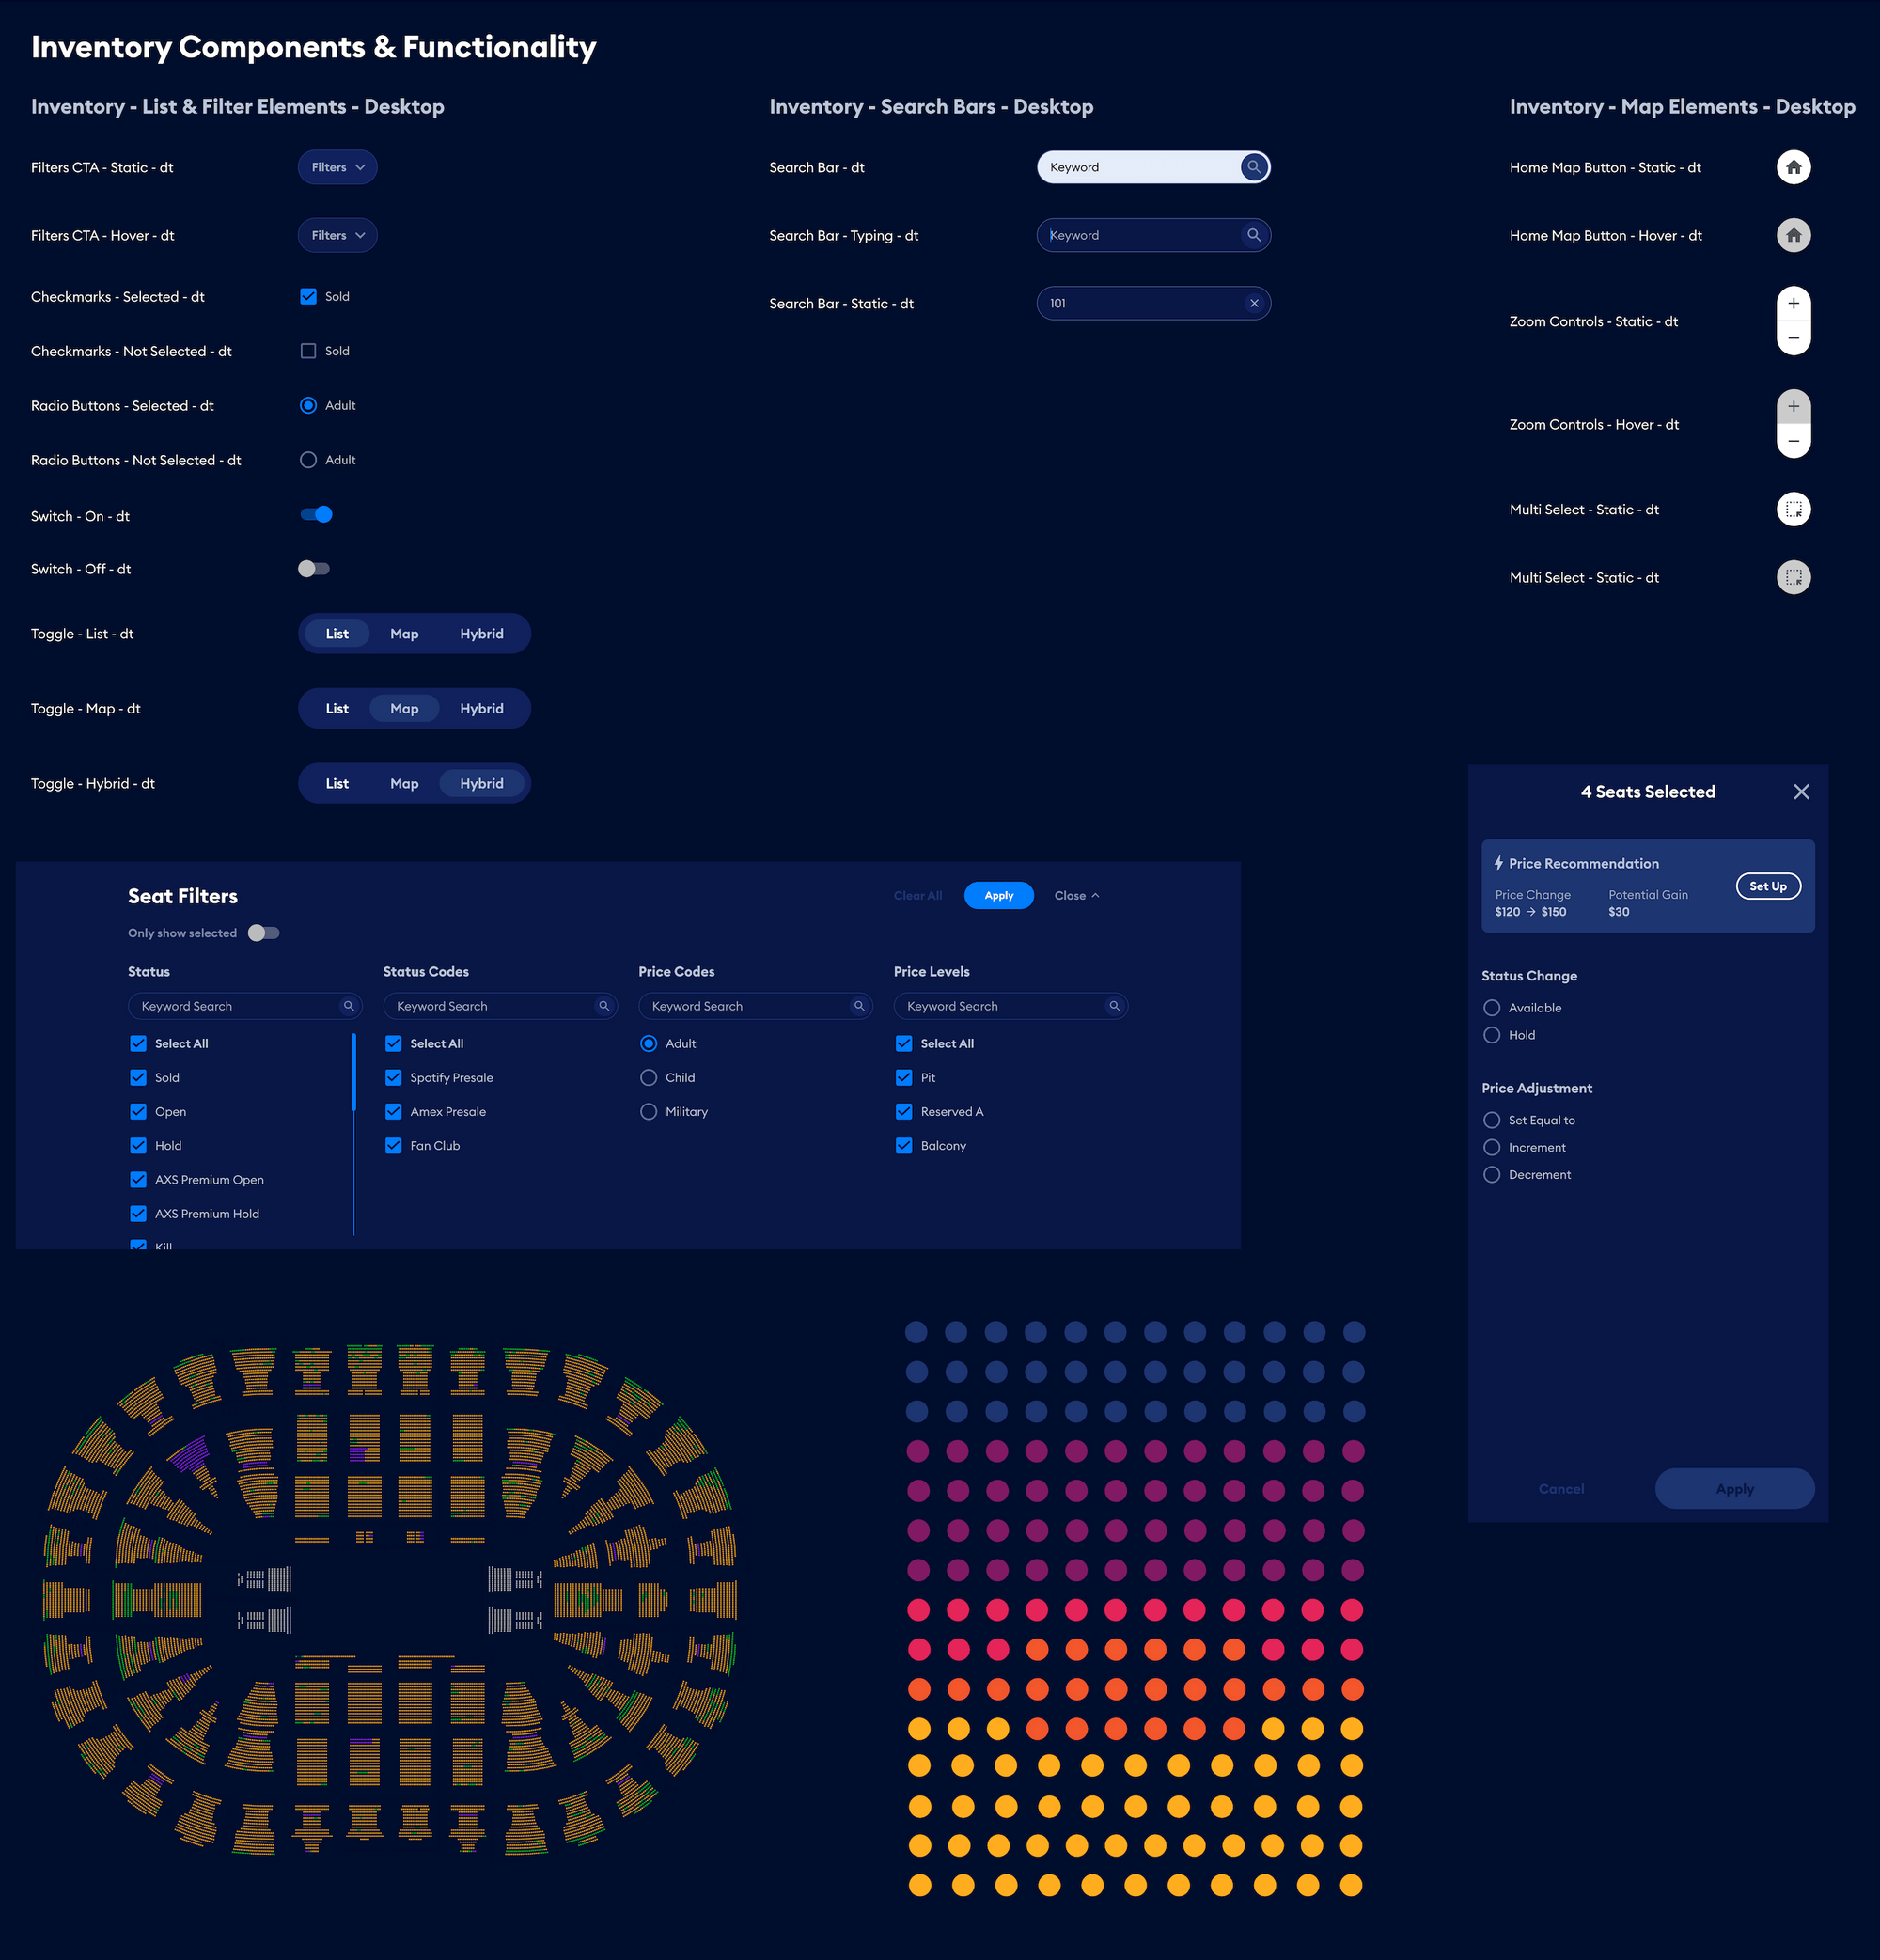 Inventory Components & Functionality
Inventory - List & Filter Elements - Desktop
Filters CTA - Static - dt
Filters
Filters CTA - Hover - dt
Filters
Checkmarks - Selected - dt
Sold
Checkmarks - Not Selected - dt
Sold
Radio Buttons - Selected - dt
Adult
Radio Buttons - Not Selected - dt
Adult
Switch - On - dt
Switch - Off - dt
Toggle - List - dt
List Map Hybrid
Toggle - Map - dt
List Map Hybrid
Toggle - Hybrid - dt
List Map Hybrid
Inventory - Search Bars - Desktop
Search Bar - dt
Keyword
Search Bar - Typing - dt
Keyword
Search Bar - Static - dt
101
Inventory - Map Elements - Desktop
Home Map Button - Static - dt
Home Map Button - Hover - dt
Zoom Controls - Static - dt
Zoom Controls - Hover - dt
Multi Select - Static - dt
Multi Select - Static - dt
Seat Filters
Clear All
Apply
Close
Only show selected
Status
Keyword Search
Select All
Sold
Open
Hold
AXS Premium Open
AXS Premium Hold
Kill
Status Codes
Keyword Search
Select All
Spotify Presale
Amex Presale
Fan Club
Price Codes
Keyword Search
Adult
Child
Military
Price Levels
Keyword Search
Select All
Pit
Reserved A
Balcony
4 Seats Selected
Price Recommendation
Price Change
$120 → $150
Potential Gain
$30
Set Up
Status Change
Available
Hold
Price Adjustment
Set Equal to
Increment
Decrement
Cancel
Apply